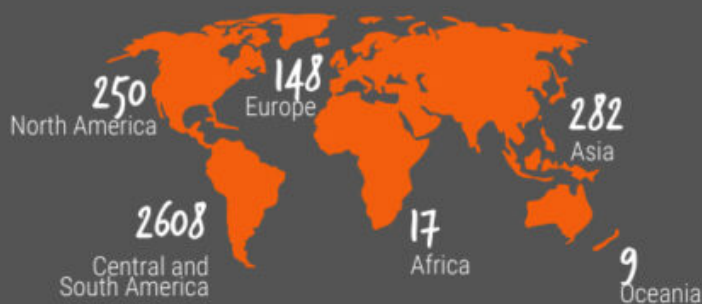 250
North America
148
Europe
282
Asia
2608
Central and
South America
17
Africa
9
Oceania